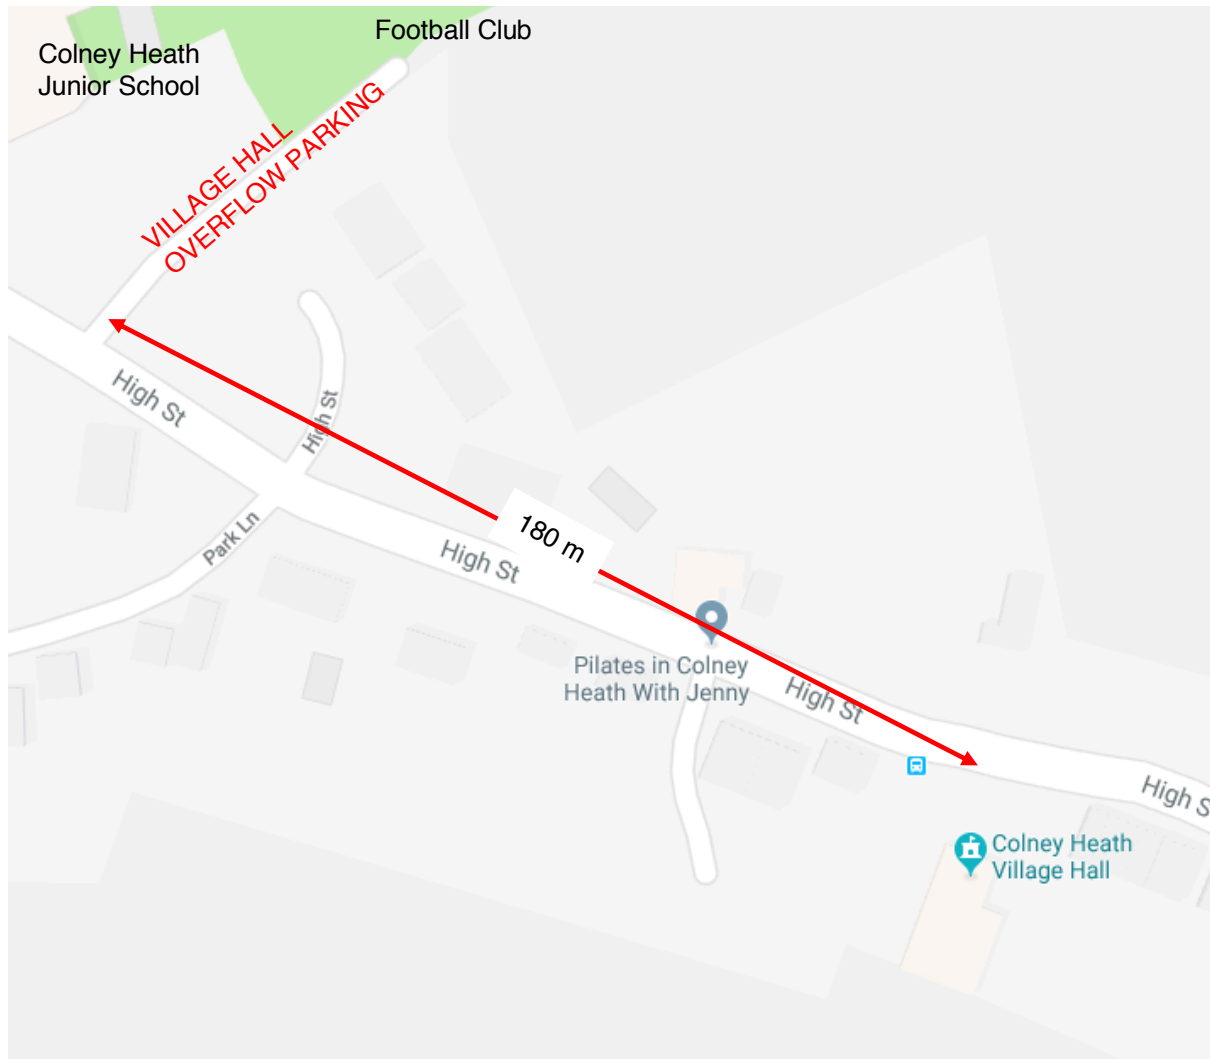 Football Club
Colney Heath
Junior School
VILLAGE HALL
OVERFLOW PARKING
High St
High St
Park Ln
180 m
High St
Pilates in Colney
Heath With Jenny
High St
High S
Colney Heath
Village Hall